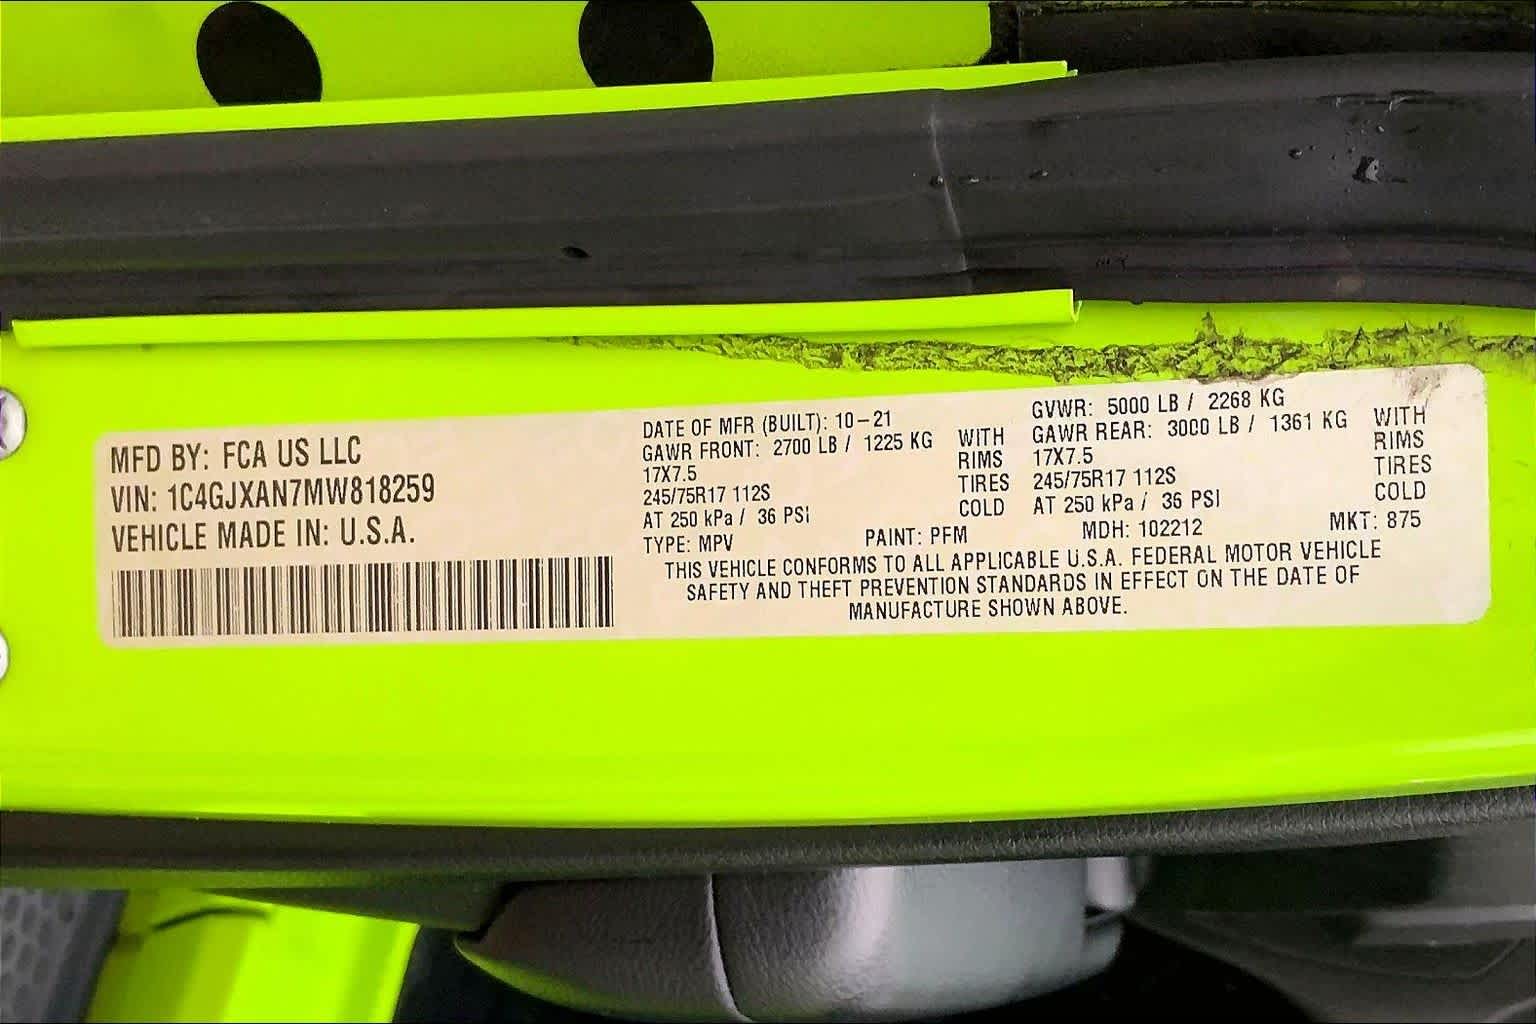 MFD BY: FCA US LLC
VIN: 1C4GJXAN7MW818259
VEHICLE MADE IN: U.S.A.
DATE OF MFR (BUILT): 10-21
GAWR FRONT: 2700 LB / 1225 KG WITH
17X7.5 RIMS
245/75R17 112S TIRES
AT 250 kPa / 36 PSI COLD
GVWR: 5000 LB / 2268 KG
GAWR REAR: 3000 LB / 1361 KG WITH
17X7.5 RIMS
245/75R17 112S TIRES
AT 250 kPa / 36 PSI COLD
TYPE: MPV PAINT: PFM MDH: 102212 MKT: 875
THIS VEHICLE CONFORMS TO ALL APPLICABLE U.S.A. FEDERAL MOTOR VEHICLE
SAFETY AND THEFT PREVENTION STANDARDS IN EFFECT ON THE DATE OF
MANUFACTURE SHOWN ABOVE.